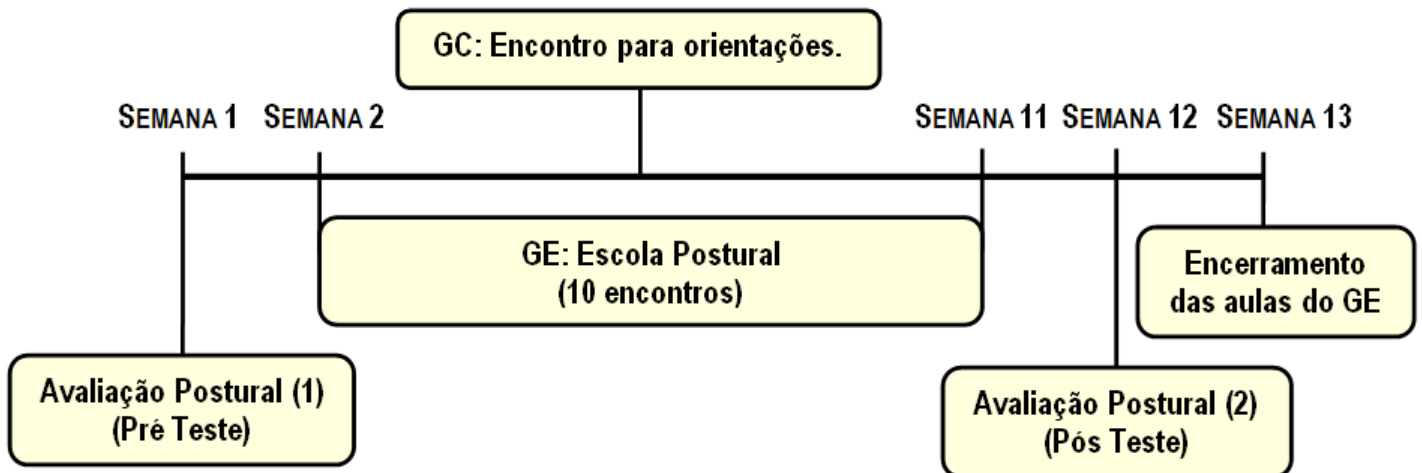 GC: Encontro para orientações.
SEMANA 1 SEMANA 2 SEMANA 11 SEMANA 12 SEMANA 13
GE: Escola Postural
(10 encontros)
Encerramento
das aulas do GE
Avaliação Postural (1)
(Pré Teste)
Avaliação Postural (2)
(Pós Teste)